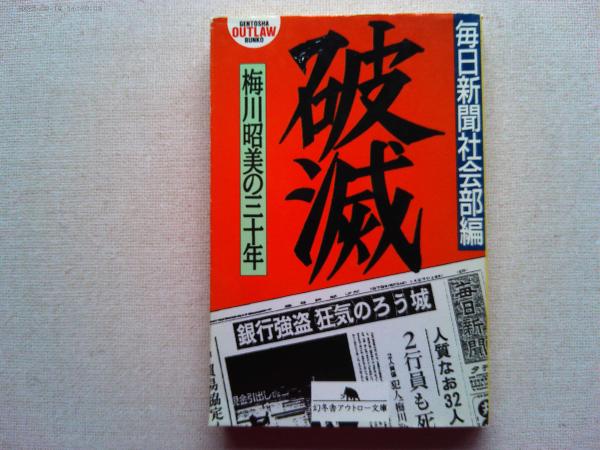 GENTOSHA
OUTLAW
BUNKO
毎日新聞社会部編
破滅
梅川昭美の三十年
毎日新聞
銀行強盗 狂気のろう城
人質なお32人
2行員も死
幻冬舎アウトロー文庫